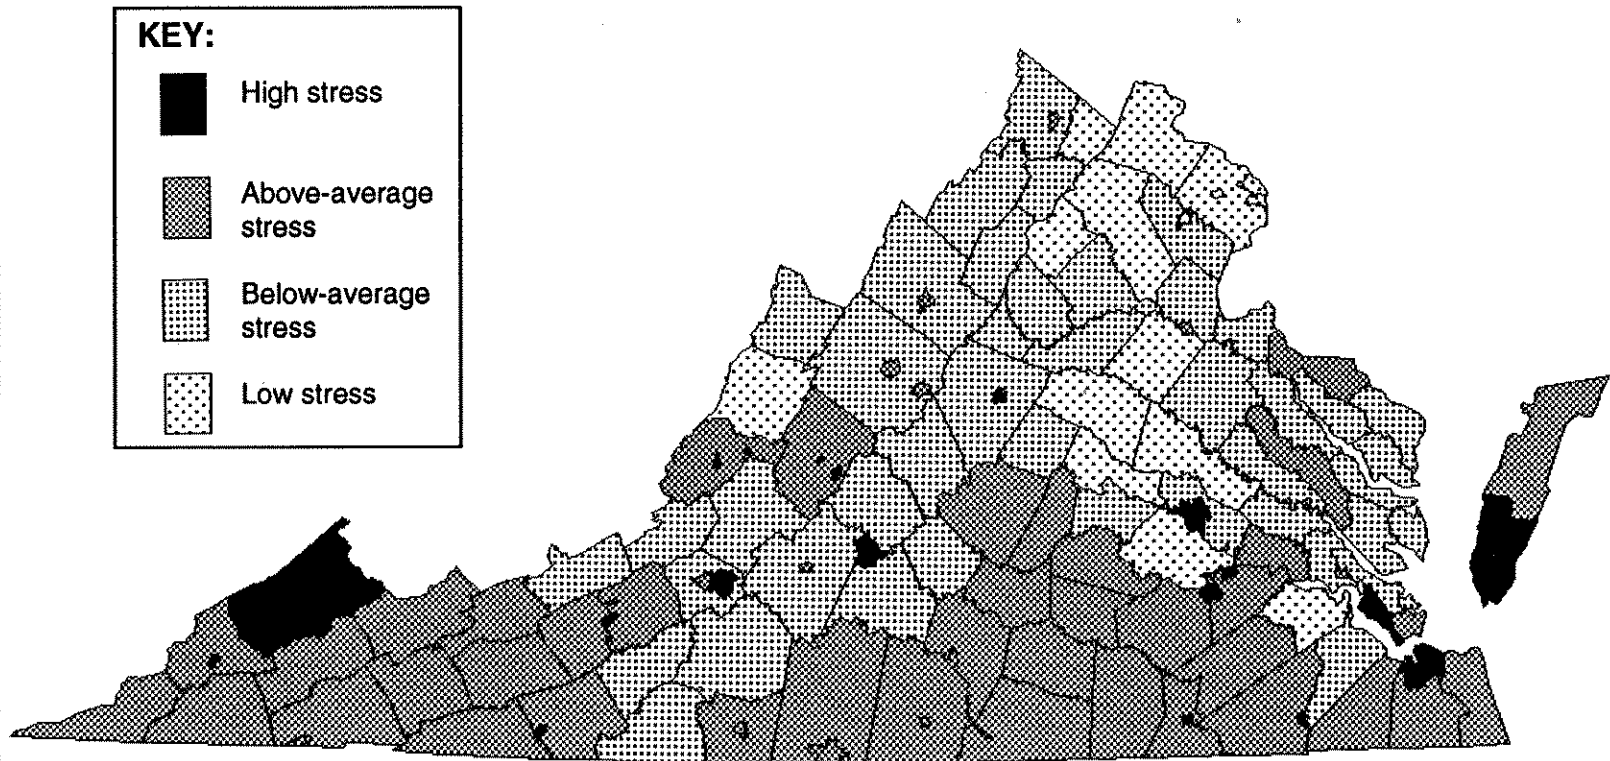 KEY:
High stress
Above-average
stress
Below-average
stress
Low stress